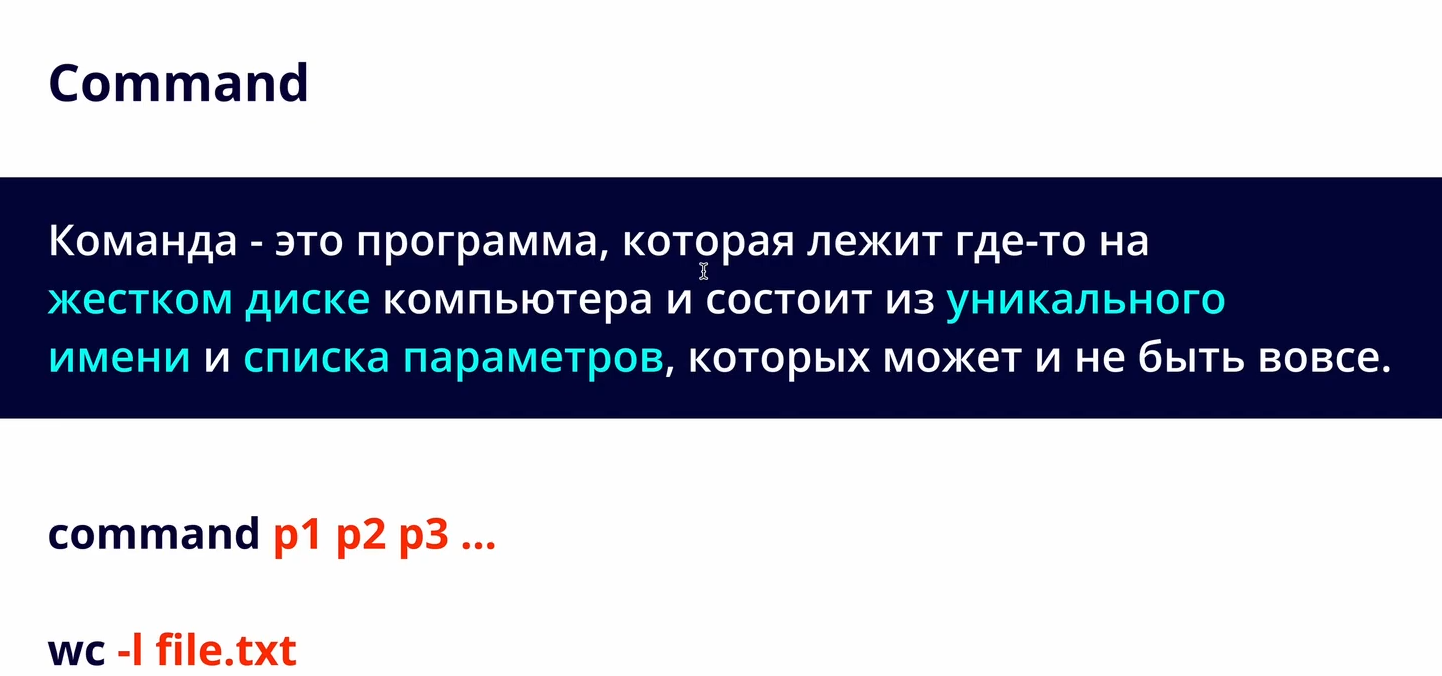 Command
Команда - это программа, которая лежит где-то на
жестком диске компьютера и состоит из уникального
имени и списка параметров, которых может и не быть вовсе.
command p1 p2 p3 ...
wc -l file.txt